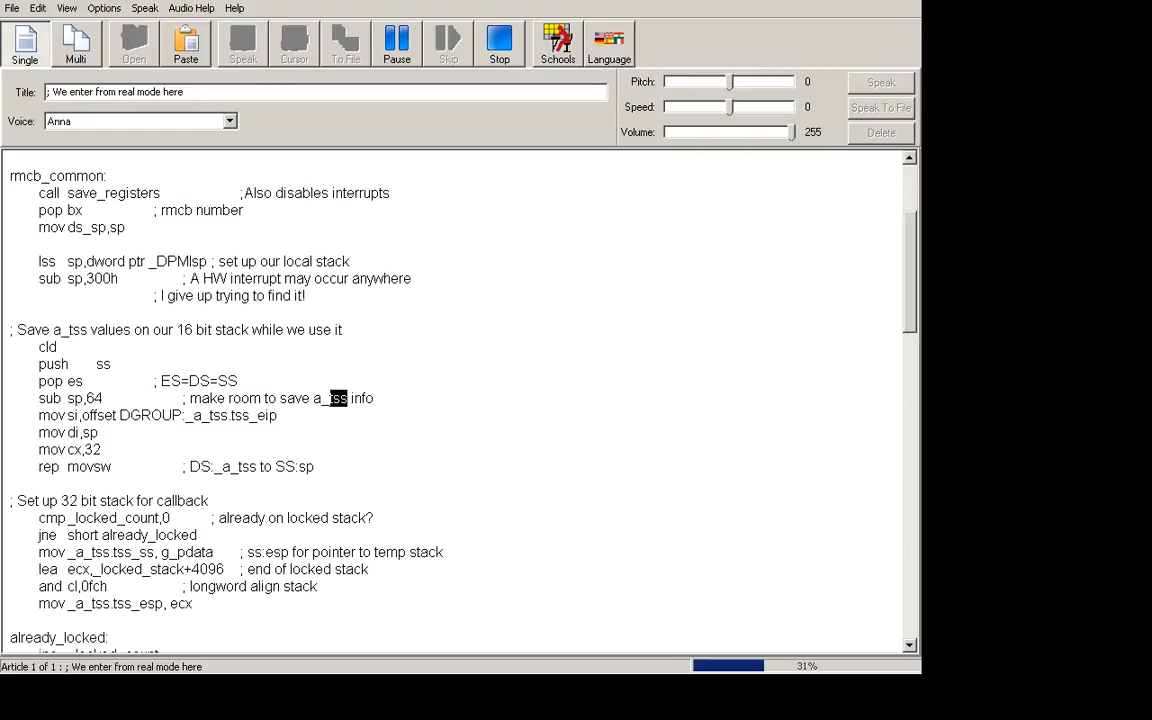 File Edit View Options Speak Audio Help Help
Single Multi Open Paste Speak Cursor To File Pause Skip Stop Schools Language
Title: ; We enter from real mode here
Voice: Anna
Pitch: 0
Speed: 0
Volume: 255
Speak
Speak To File
Delete
rmcb_common:
call save_registers ;Also disables interrupts
pop bx ; rmcb number
mov ds_sp,sp
lss sp,dword ptr _DPMIsp ; set up our local stack
sub sp,300h ; A HW interrupt may occur anywhere
; I give up trying to find it!
; Save a_tss values on our 16 bit stack while we use it
cld
push ss
pop es ; ES=DS=SS
sub sp,64 ; make room to save a_tss info
mov si,offset DGROUP:_a_tss.tss_eip
mov di,sp
mov cx,32
rep movsw ; DS:_a_tss to SS:sp
; Set up 32 bit stack for callback
cmp _locked_count,0 ; already on locked stack?
jne short already_locked
mov _a_tss.tss_ss, g_pdata ; ss:esp for pointer to temp stack
lea ecx,_locked_stack+4096 ; end of locked stack
and cl,0fch ; longword align stack
mov _a_tss.tss_esp, ecx
already_locked:
Article 1 of 1 : ; We enter from real mode here 31%